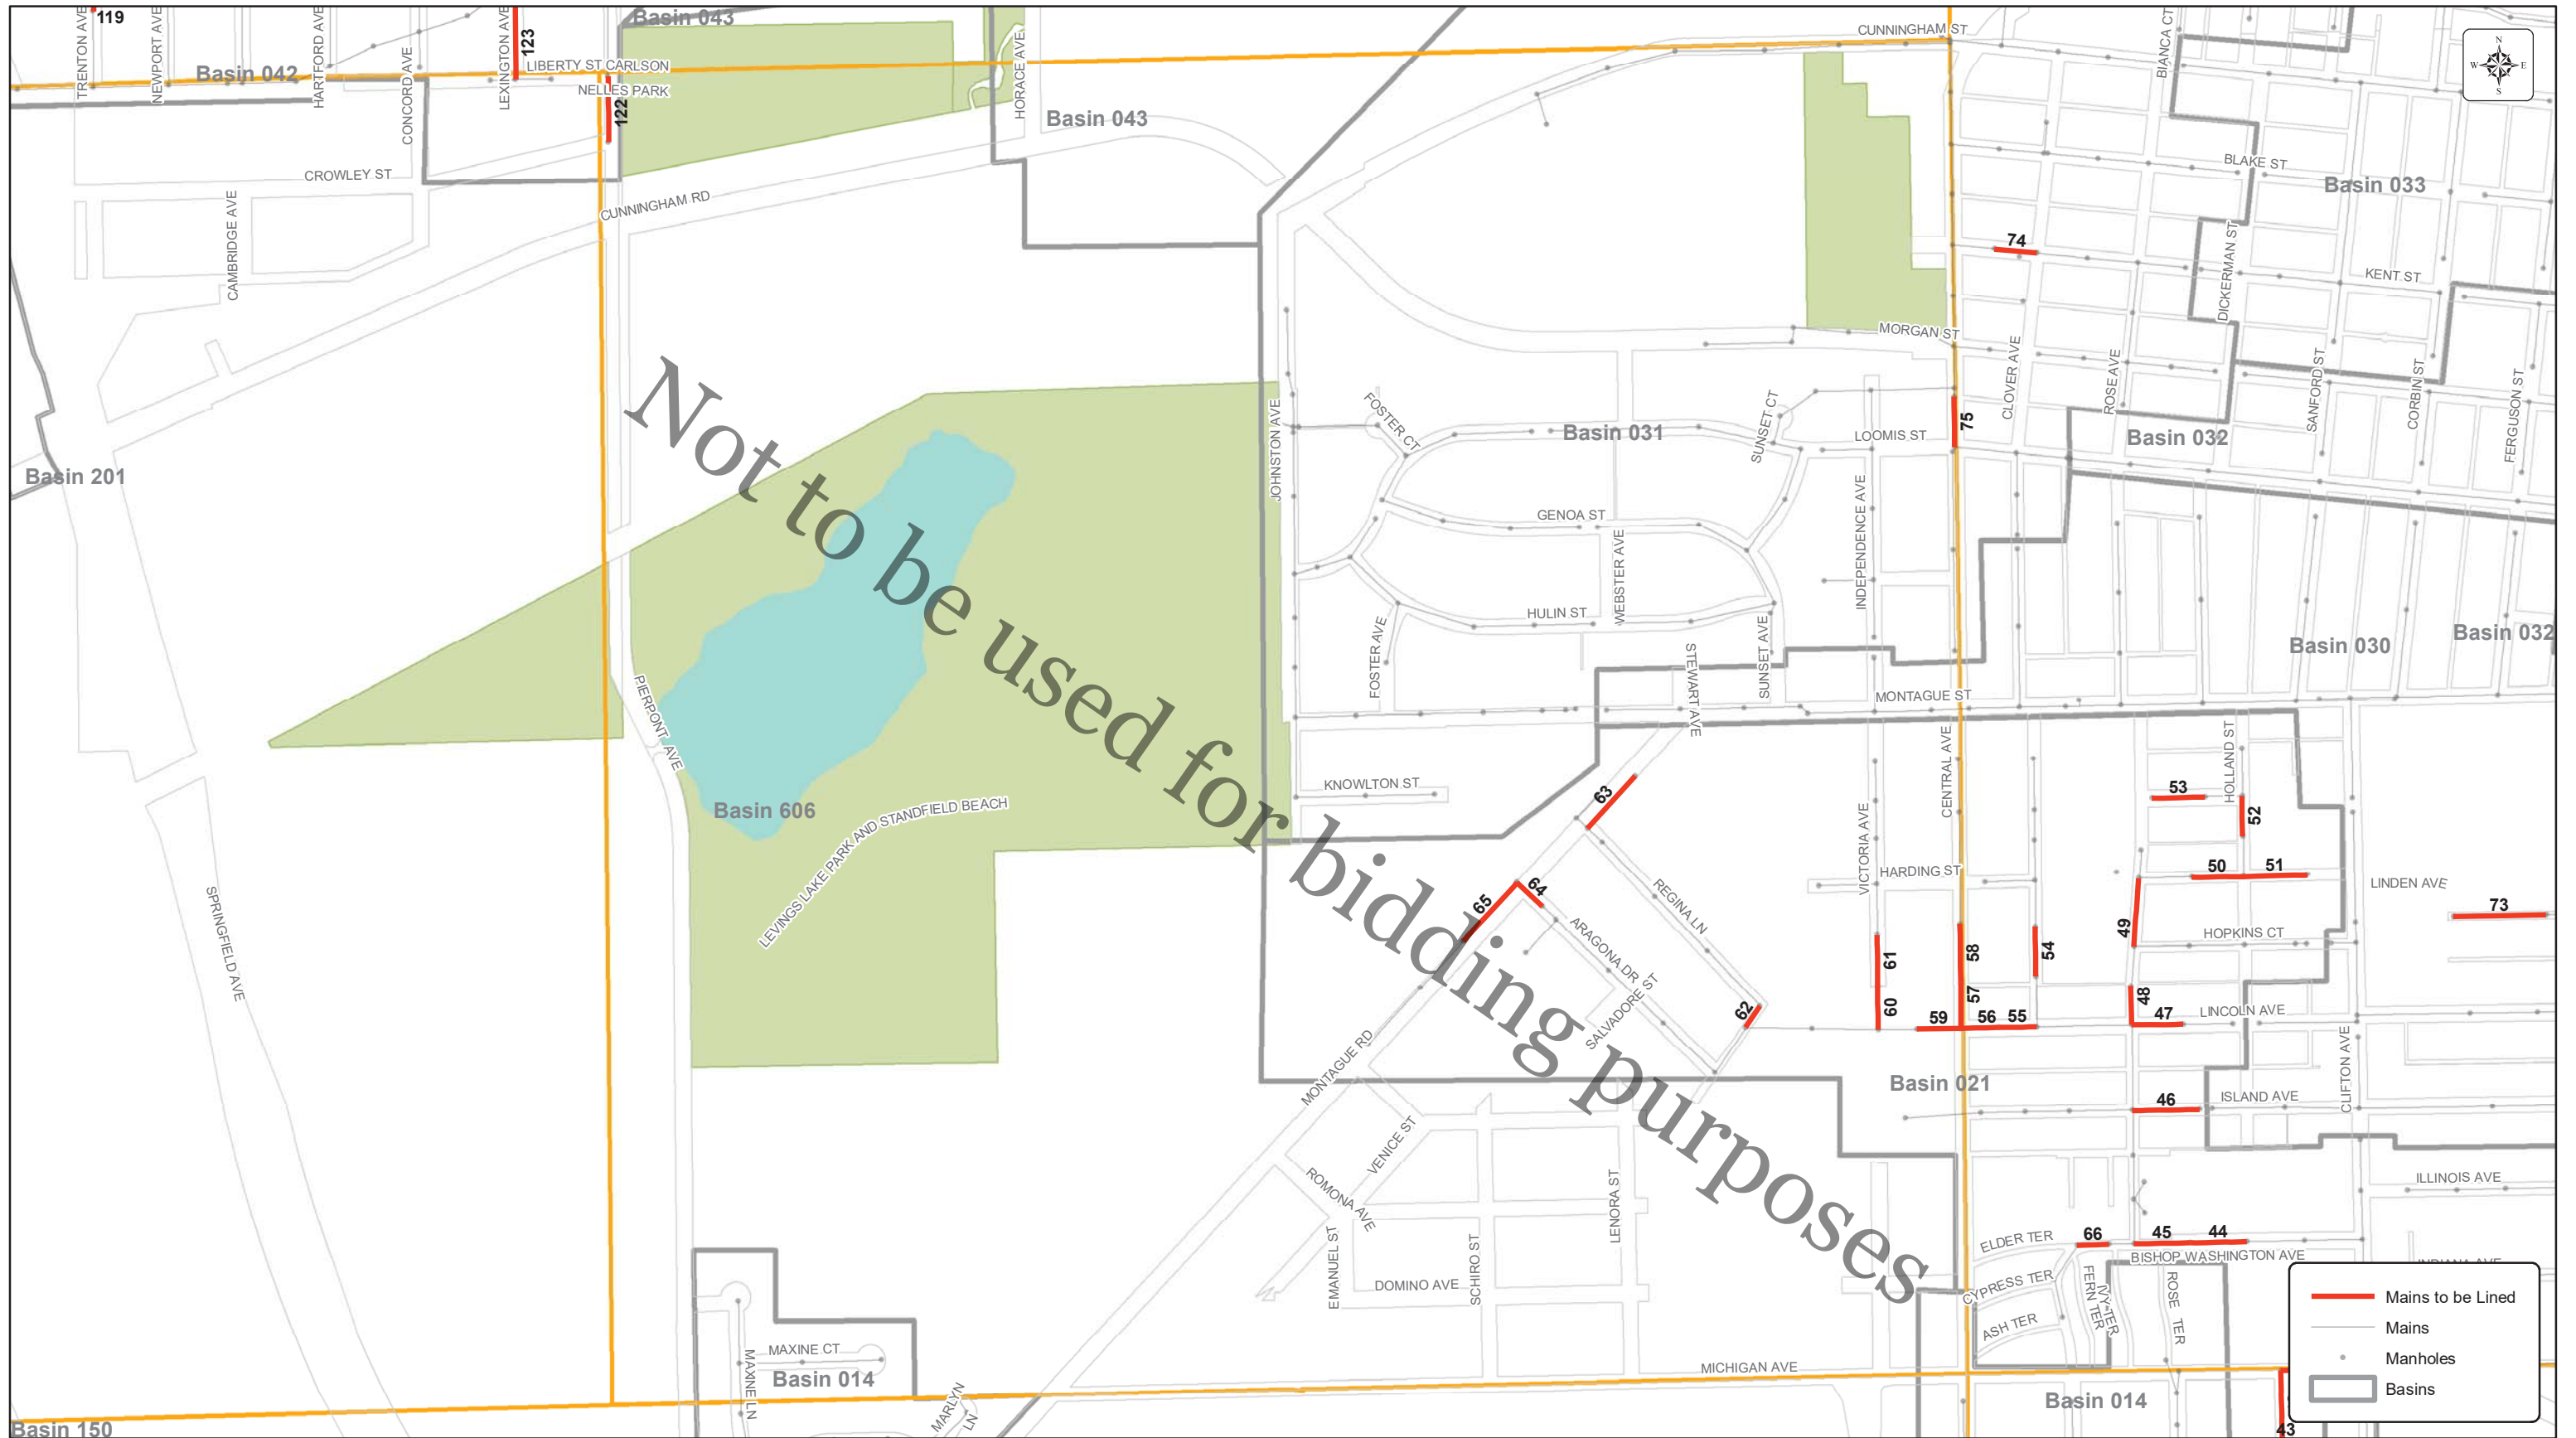 119
TRENTON AVE
NEWPORT AVE
HARTFORD AVE
CONCORD AVE
LEXINGTON AVE
123
Basin 043
HORACE AVE
CUNNINGHAM ST
BIANCA CT
N
W E
S
Basin 042
LIBERTY ST CARLSON
NELLES PARK
122
Basin 043
BLAKE ST
Basin 033
CROWLEY ST
CUNNINGHAM RD
CAMBRIDGE AVE
74
DICKERMAN ST
KENT ST
MORGAN ST
CLOVER AVE
ROSE AVE
SANFORD ST
CORBIN ST
FERGUSON ST
Not to be used for bidding purposes
JOHNSTON AVE
FOSTER CT
Basin 031
SUNSET CT
LOOMIS ST
75
Basin 032
Basin 201
GENOA ST
WEBSTER AVE
INDEPENDENCE AVE
HULIN ST
FOSTER AVE
STEWART AVE
SUNSET AVE
Basin 030
Basin 032
PIERPONT AVE
MONTAGUE ST
CENTRAL AVE
HOLLAND ST
KNOWLTON ST
63
53
52
Basin 606
LEVINGS LAKE PARK AND STANDFIELD BEACH
VICTORIA AVE
HARDING ST
50
51
LINDEN AVE
SPRINGFIELD AVE
64
65
REGINA LN
ARAGONA DR
SALVADORE ST
73
49
HOPKINS CT
61
58
54
60
57
48
62
59
56
55
47
LINCOLN AVE
MONTAGUE RD
CLIFTON AVE
Basin 021
46
ISLAND AVE
VENICE ST
ROMONA AVE
LENORA ST
ILLINOIS AVE
EMANUEL ST
SCHIRO ST
ELDER TER
66
45
44
BISHOP WASHINGTON AVE
INDIANA AVE
DOMINO AVE
CYPRESS TER
FERN TER
IVY TER
ROSE TER
ASH TER
MAXINE CT
MAXINE LN
Basin 014
MARLYN LN
MICHIGAN AVE
Basin 014
Basin 150
43
Mains to be Lined
Mains
Manholes
Basins